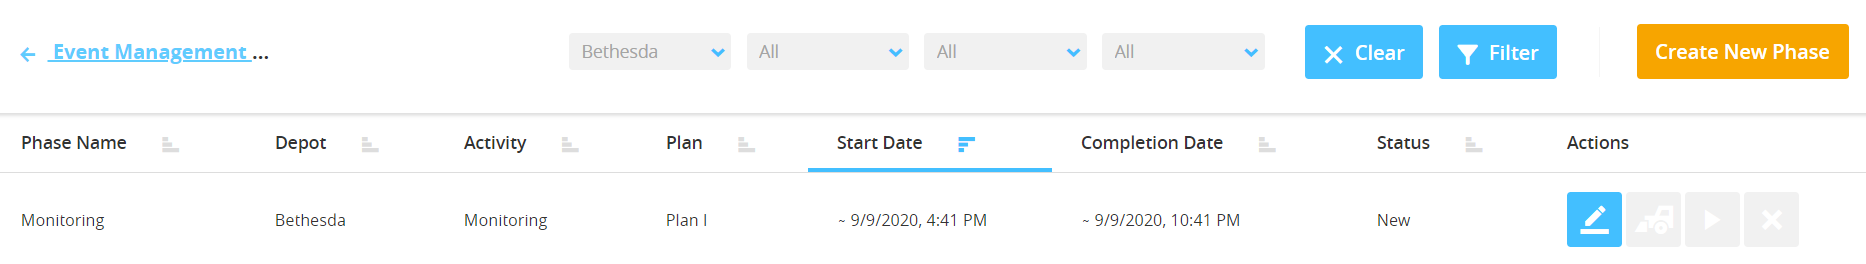 ← Event Management ... Bethesda All All All Clear Filter Create New Phase
Phase Name Depot Activity Plan Start Date Completion Date Status Actions
Monitoring Bethesda Monitoring Plan I ~ 9/9/2020, 4:41 PM ~ 9/9/2020, 10:41 PM New